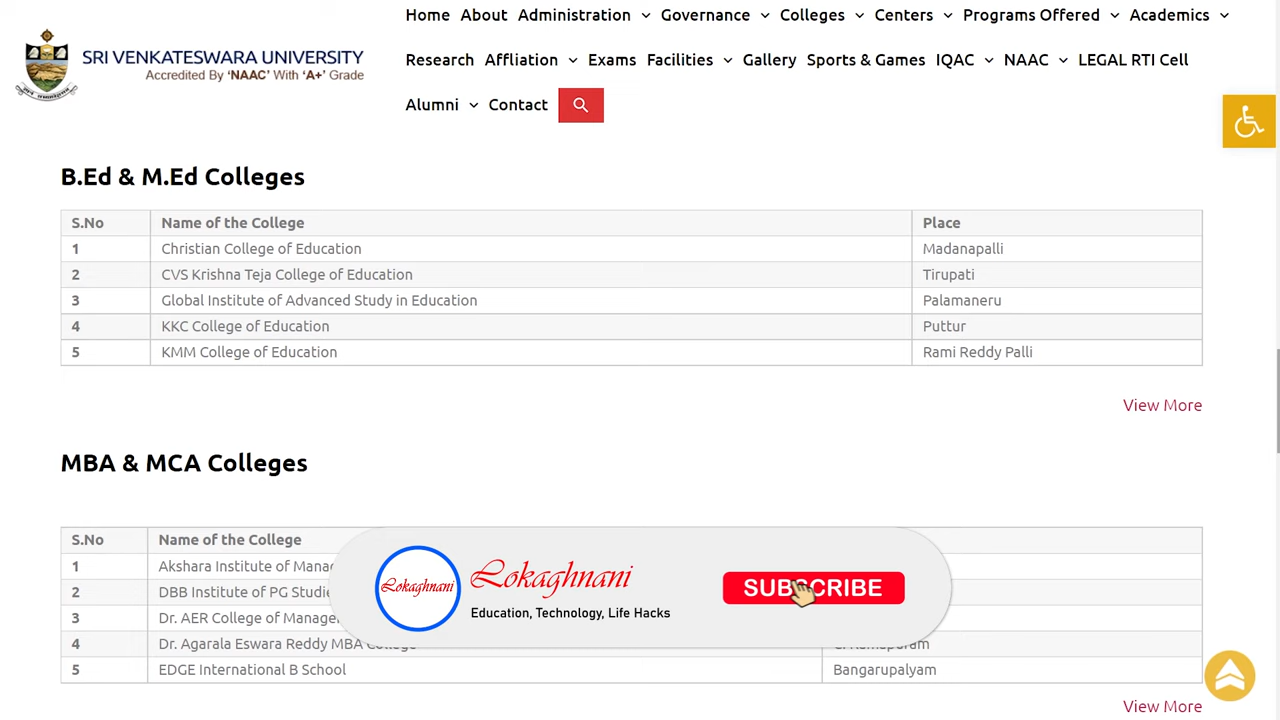 Home About Administration Governance Colleges Centers Programs Offered Academics
SRI VENKATESWARA UNIVERSITY
Accredited By 'NAAC' With 'A+' Grade
Research Affliation Exams Facilities Gallery Sports & Games IQAC NAAC LEGAL RTI Cell
Alumni Contact
B.Ed & M.Ed Colleges
S.No Name of the College Place
1 Christian College of Education Madanapalli
2 CVS Krishna Teja College of Education Tirupati
3 Global Institute of Advanced Study in Education Palamaneru
4 KKC College of Education Puttur
5 KMM College of Education Rami Reddy Palli
View More
MBA & MCA Colleges
S.No Name of the College
1 Akshara Institute of
2 DBB Institute of PG
3 Dr. AER College of
4 Dr. Agarala Eswara Reddy MBA College
5 EDGE International B School Bangarupalyam
Lokaghnani
Lokaghnani
Education, Technology, Life Hacks
SUBSCRIBE
View More